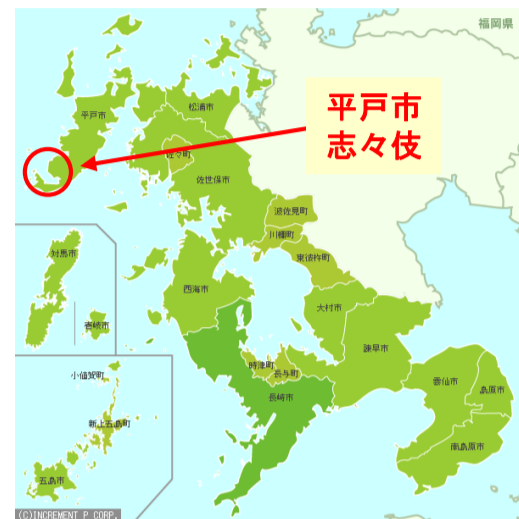 福岡県
平戸市
志々伎
松浦市
平戸市
佐々町
佐世保市
波佐見町
川棚町
東彼杵町
対馬市
壱岐市
西海市
大村市
諫早市
時津町
長与町
長崎市
雲仙市
島原市
南島原市
小値賀町
新上五島町
五島市
(C)INCREMENT P CORP.